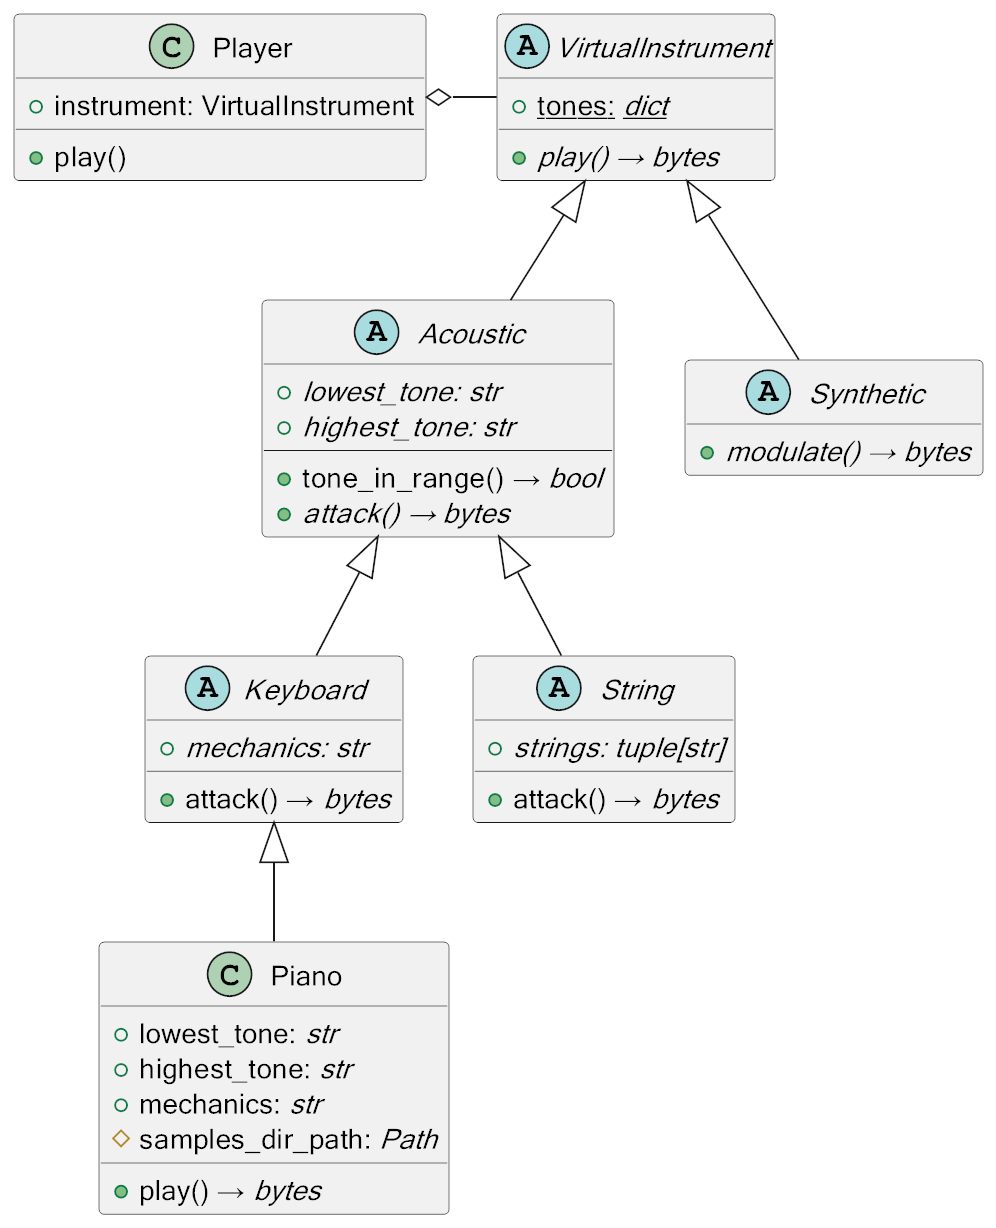 C Player
instrument: VirtualInstrument
play()
A VirtualInstrument
tones: dict
play() → bytes
A Acoustic
lowest_tone: str
highest_tone: str
tone_in_range() → bool
attack() → bytes
A Synthetic
modulate() → bytes
A Keyboard
mechanics: str
attack() → bytes
A String
strings: tuple[str]
attack() → bytes
C Piano
lowest_tone: str
highest_tone: str
mechanics: str
samples_dir_path: Path
play() → bytes